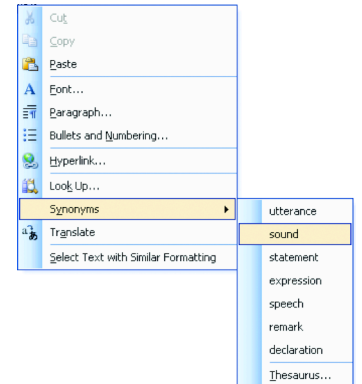 Cut
Copy
Paste
Font...
Paragraph...
Bullets and Numbering...
Hyperlink...
Look Up...
Synonyms
Translate
Select Text with Similar Formatting
utterance
sound
statement
expression
speech
remark
declaration
Thesaurus...